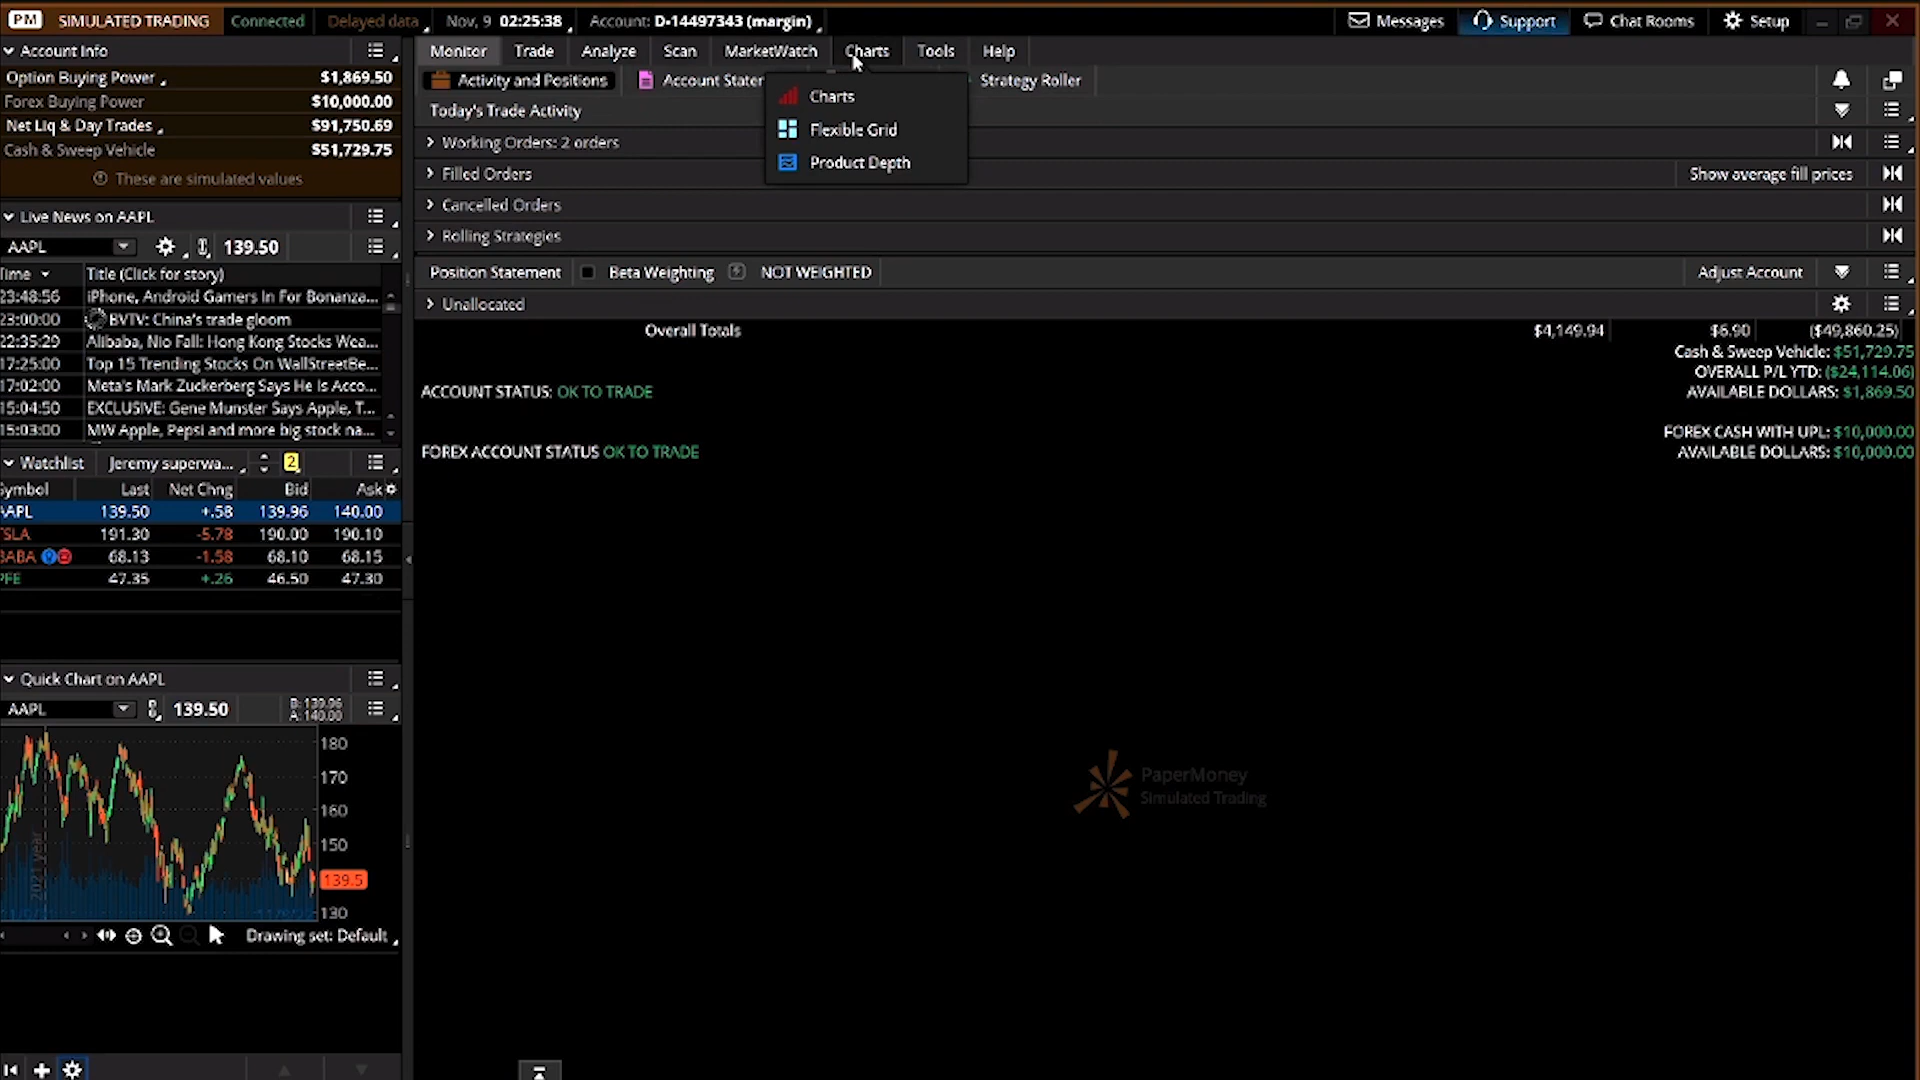 PM SIMULATED TRADING Connected Delayed data Nov, 9 02:25:38 Account: D-14497343 (margin) Messages Support Chat Rooms Setup
Account Info
Option Buying Power $1,869.50
Forex Buying Power $10,000.00
Net Liq & Day Trades $91,750.69
Cash & Sweep Vehicle $51,729.75
These are simulated values
Live News on AAPL
AAPL 139.50
Time Title (Click for story)
23:48:56 iPhone, Android Gamers In For Bonanza...
23:00:00 BVTV: China's trade gloom
22:35:29 Alibaba, Nio Fall: Hong Kong Stocks Wea...
17:25:00 Top 15 Trending Stocks On WallStreetBe...
17:02:00 Meta's Mark Zuckerberg Says He Is Acco...
15:04:50 EXCLUSIVE: Gene Munster Says Apple, T...
15:03:00 MW Apple, Pepsi and more big stock na...
Watchlist Jeremy superwa... 2
Symbol Last Net Chng Bid Ask
AAPL 139.50 +.58 139.96 140.00
TSLA 191.30 -5.78 190.00 190.10
BABA 68.13 -1.58 68.10 68.15
PFE 47.35 +.26 46.50 47.30
Quick Chart on AAPL
AAPL 139.50 B: 139.96
A: 140.00
180
170
160
150
139.5
130
2021 year
Drawing set: Default
Monitor Trade Analyze Scan MarketWatch Charts Tools Help
Activity and Positions Account Stater Strategy Roller
Charts
Flexible Grid
Product Depth
Today's Trade Activity
Working Orders: 2 orders
Filled Orders Show average fill prices
Cancelled Orders
Rolling Strategies
Position Statement Beta Weighting NOT WEIGHTED Adjust Account
Unallocated
Overall Totals $4,149.94 $6.90 ($49,860.25)
Cash & Sweep Vehicle: $51,729.75
OVERALL P/L YTD: ($24,114.06)
ACCOUNT STATUS: OK TO TRADE AVAILABLE DOLLARS: $1,869.50
FOREX CASH WITH UPL: $10,000.00
FOREX ACCOUNT STATUS OK TO TRADE AVAILABLE DOLLARS: $10,000.00
PaperMoney
Simulated Trading